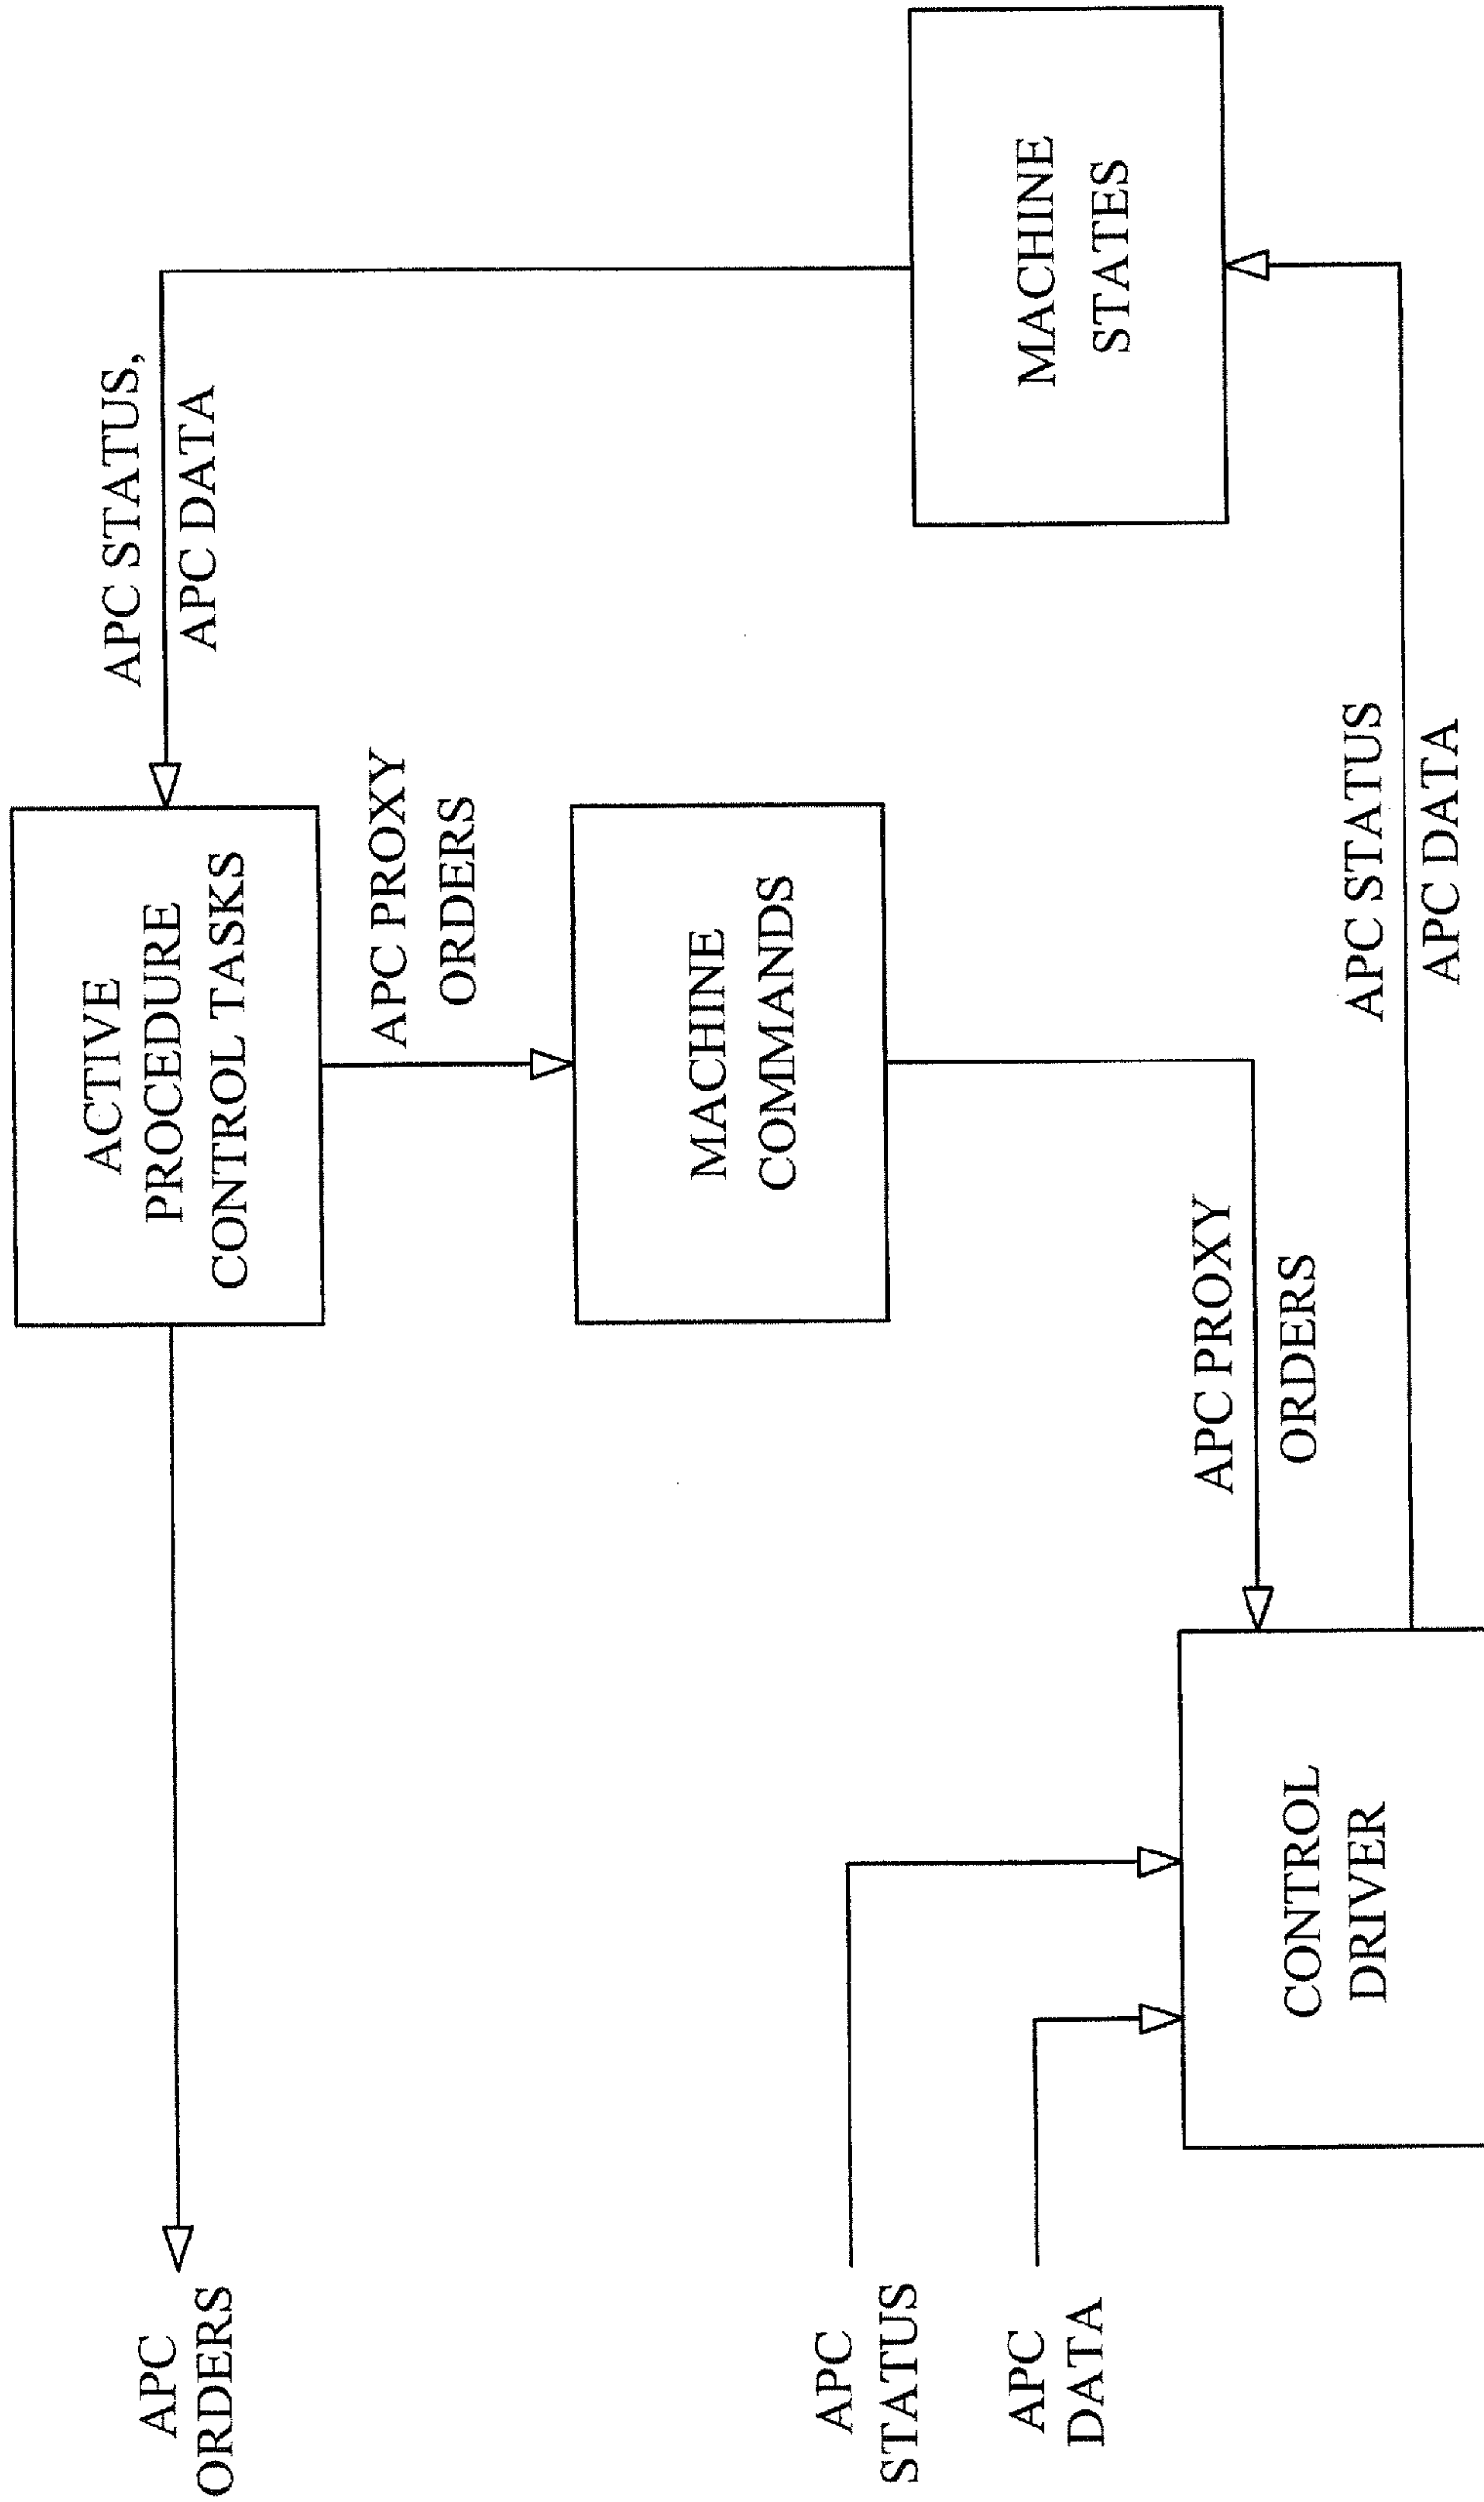 APC
ORDERS
ACTIVE
PROCEDURE
CONTROL TASKS
APC STATUS,
APC DATA
APC PROXY
ORDERS
MACHINE
COMMANDS
MACHINE
STATES
APC
STATUS
APC
DATA
APC PROXY
ORDERS
CONTROL
DRIVER
APC STATUS
APC DATA